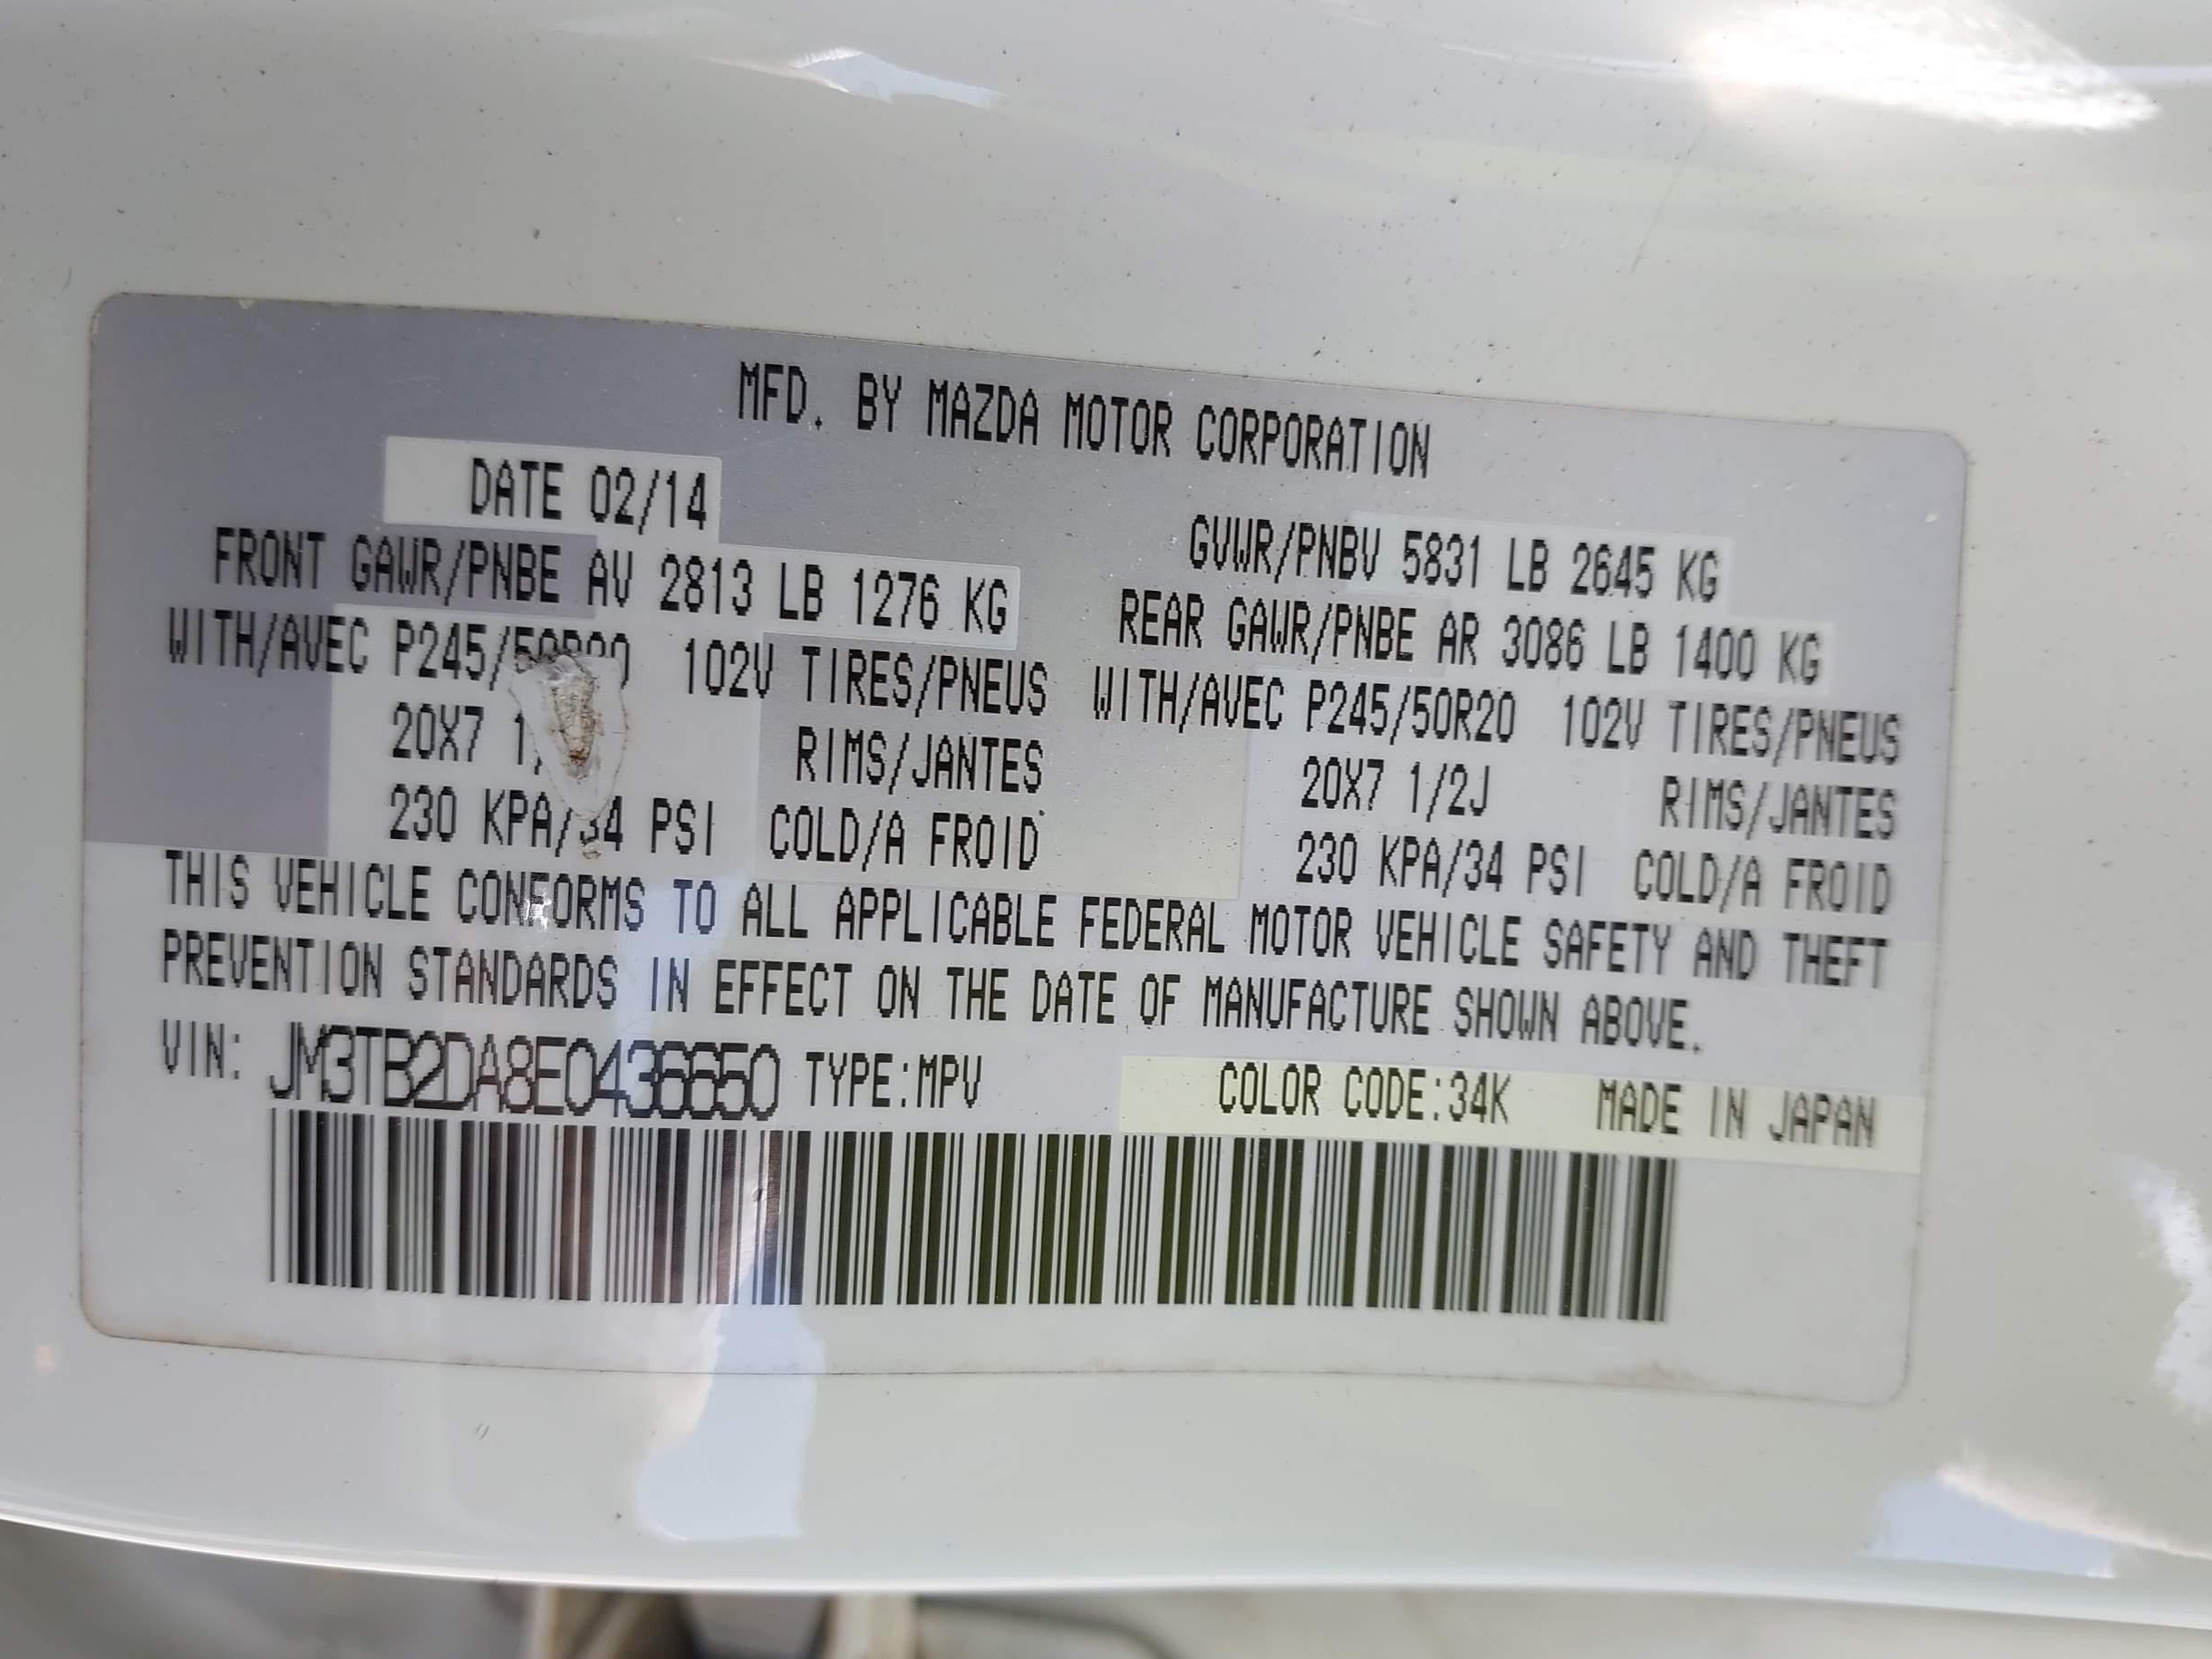 MFD. BY MAZDA MOTOR CORPORATION
DATE 02/14
GVWR/PNBV 5831 LB 2645 KG
FRONT GAWR/PNBE AV 2813 LB 1276 KG
REAR GAWR/PNBE AR 3086 LB 1400 KG
WITH/AVEC 102V TIRES/PNEUS
WITH/AVEC P245/50R20 102V TIRES/PNEUS
20X7 RIMS/JANTES
20X7 1/2J RIMS/JANTES
230 KPA/34 PSI COLD/A FROID
230 KPA/34 PSI COLD/A FROID
THIS VEHICLE CONFORMS TO ALL APPLICABLE FEDERAL MOTOR VEHICLE SAFETY AND THEFT
PREVENTION STANDARDS IN EFFECT ON THE DATE OF MANUFACTURE SHOWN ABOVE.
VIN: JM3TB2DA8E0436650 TYPE:MPV COLOR CODE:34K MADE IN JAPAN